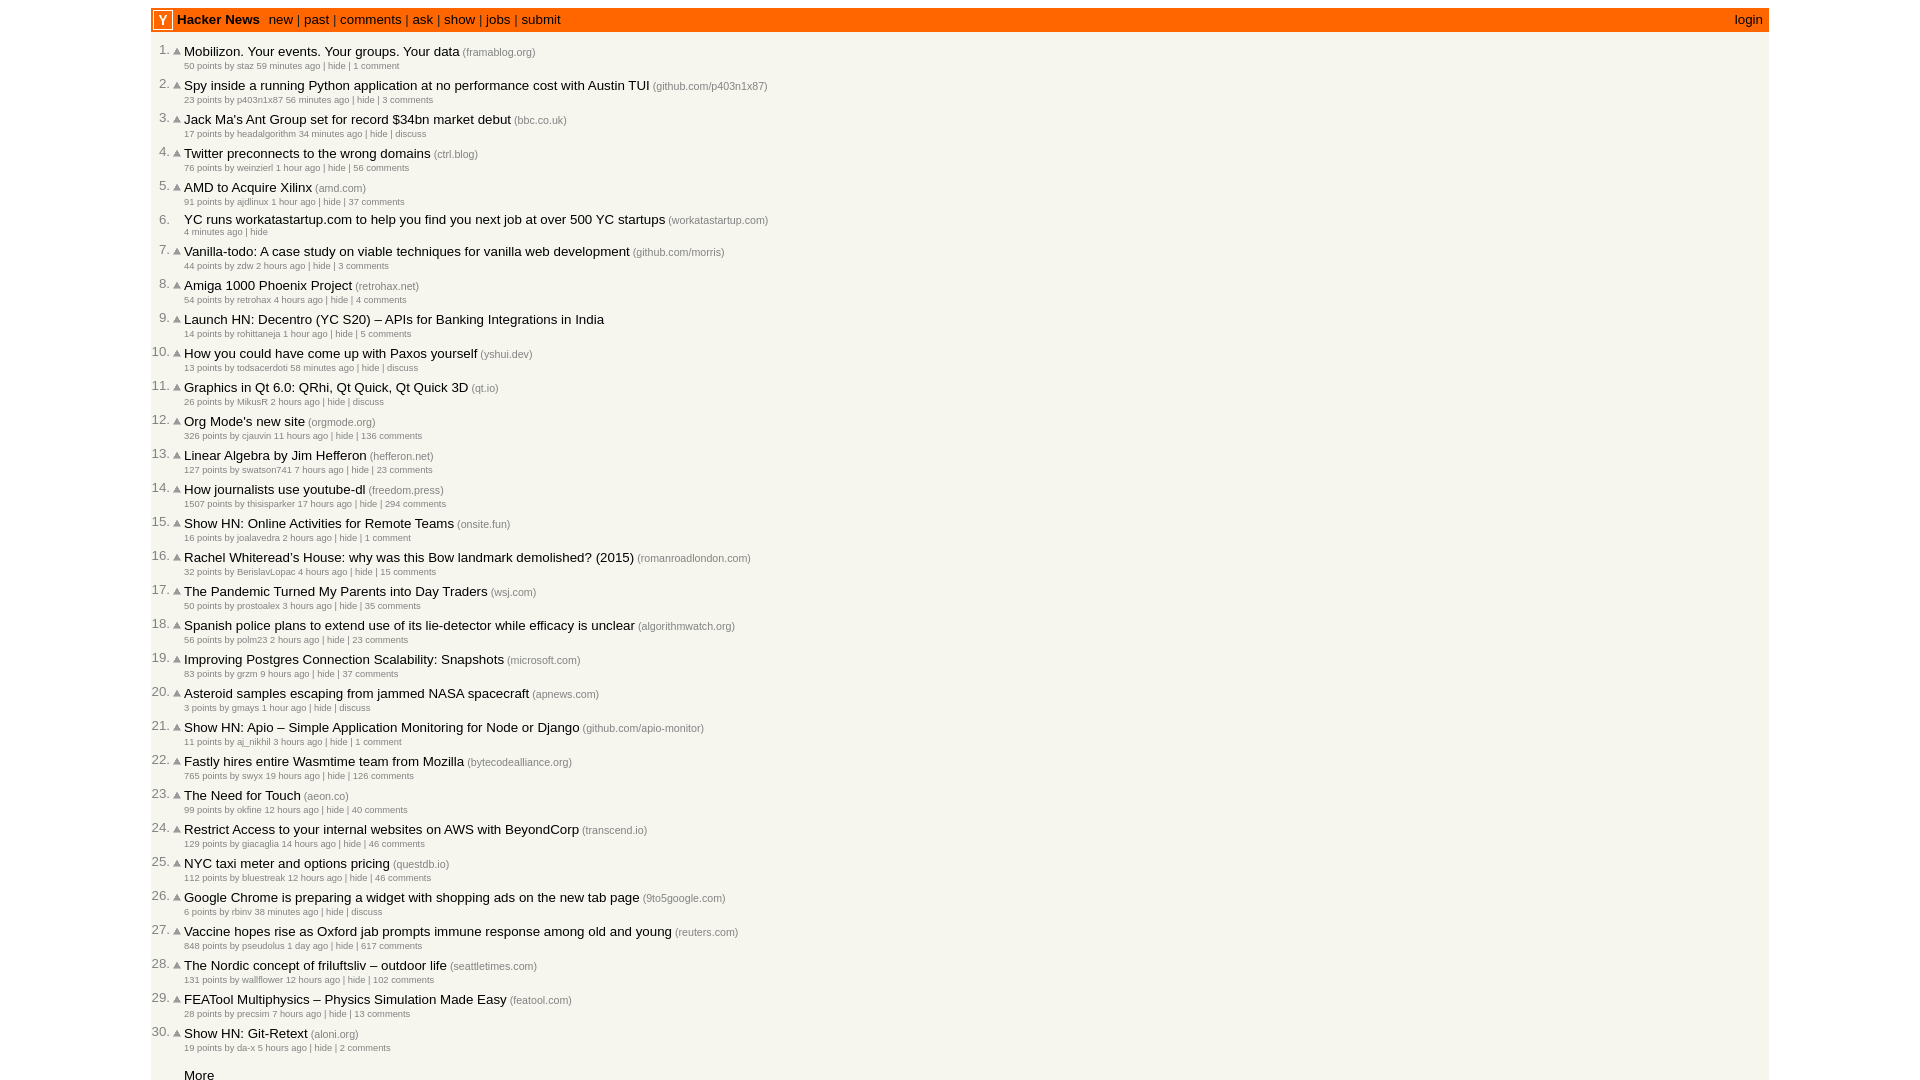 Y Hacker News new | past | comments | ask | show | jobs | submit login
1. Mobilizon. Your events. Your groups. Your data (framablog.org)
50 points by staz 59 minutes ago | hide | 1 comment
2. Spy inside a running Python application at no performance cost with Austin TUI (github.com/p403n1x87)
23 points by p403n1x87 56 minutes ago | hide | 3 comments
3. Jack Ma's Ant Group set for record $34bn market debut (bbc.co.uk)
17 points by headalgorithm 34 minutes ago | hide | discuss
4. Twitter preconnects to the wrong domains (ctrl.blog)
76 points by weinzierl 1 hour ago | hide | 56 comments
5. AMD to Acquire Xilinx (amd.com)
91 points by ajdlinux 1 hour ago | hide | 37 comments
6. YC runs workatastartup.com to help you find you next job at over 500 YC startups (workatastartup.com)
4 minutes ago | hide
7. Vanilla-todo: A case study on viable techniques for vanilla web development (github.com/morris)
44 points by zdw 2 hours ago | hide | 3 comments
8. Amiga 1000 Phoenix Project (retrohax.net)
54 points by retrohax 4 hours ago | hide | 4 comments
9. Launch HN: Decentro (YC S20) – APIs for Banking Integrations in India
14 points by rohittaneja 1 hour ago | hide | 5 comments
10. How you could have come up with Paxos yourself (yshui.dev)
13 points by todsacerdoti 58 minutes ago | hide | discuss
11. Graphics in Qt 6.0: QRhi, Qt Quick, Qt Quick 3D (qt.io)
26 points by MikusR 2 hours ago | hide | discuss
12. Org Mode's new site (orgmode.org)
326 points by cjauvin 11 hours ago | hide | 136 comments
13. Linear Algebra by Jim Hefferon (hefferon.net)
127 points by swatson741 7 hours ago | hide | 23 comments
14. How journalists use youtube-dl (freedom.press)
1507 points by thisisparker 17 hours ago | hide | 294 comments
15. Show HN: Online Activities for Remote Teams (onsite.fun)
16 points by joalavedra 2 hours ago | hide | 1 comment
16. Rachel Whiteread’s House: why was this Bow landmark demolished? (2015) (romanroadlondon.com)
32 points by BerislavLopac 4 hours ago | hide | 15 comments
17. The Pandemic Turned My Parents into Day Traders (wsj.com)
50 points by prostoalex 3 hours ago | hide | 35 comments
18. Spanish police plans to extend use of its lie-detector while efficacy is unclear (algorithmwatch.org)
56 points by polm23 2 hours ago | hide | 23 comments
19. Improving Postgres Connection Scalability: Snapshots (microsoft.com)
83 points by grzm 9 hours ago | hide | 37 comments
20. Asteroid samples escaping from jammed NASA spacecraft (apnews.com)
3 points by gmays 1 hour ago | hide | discuss
21. Show HN: Apio – Simple Application Monitoring for Node or Django (github.com/apio-monitor)
11 points by aj_nikhil 3 hours ago | hide | 1 comment
22. Fastly hires entire Wasmtime team from Mozilla (bytecodealliance.org)
765 points by swyx 19 hours ago | hide | 126 comments
23. The Need for Touch (aeon.co)
99 points by okfine 12 hours ago | hide | 40 comments
24. Restrict Access to your internal websites on AWS with BeyondCorp (transcend.io)
129 points by giacaglia 14 hours ago | hide | 46 comments
25. NYC taxi meter and options pricing (questdb.io)
112 points by bluestreak 12 hours ago | hide | 46 comments
26. Google Chrome is preparing a widget with shopping ads on the new tab page (9to5google.com)
6 points by rbinv 38 minutes ago | hide | discuss
27. Vaccine hopes rise as Oxford jab prompts immune response among old and young (reuters.com)
848 points by pseudolus 1 day ago | hide | 617 comments
28. The Nordic concept of friluftsliv – outdoor life (seattletimes.com)
131 points by wallflower 12 hours ago | hide | 102 comments
29. FEATool Multiphysics – Physics Simulation Made Easy (featool.com)
28 points by precsim 7 hours ago | hide | 13 comments
30. Show HN: Git-Retext (aloni.org)
19 points by da-x 5 hours ago | hide | 2 comments
More